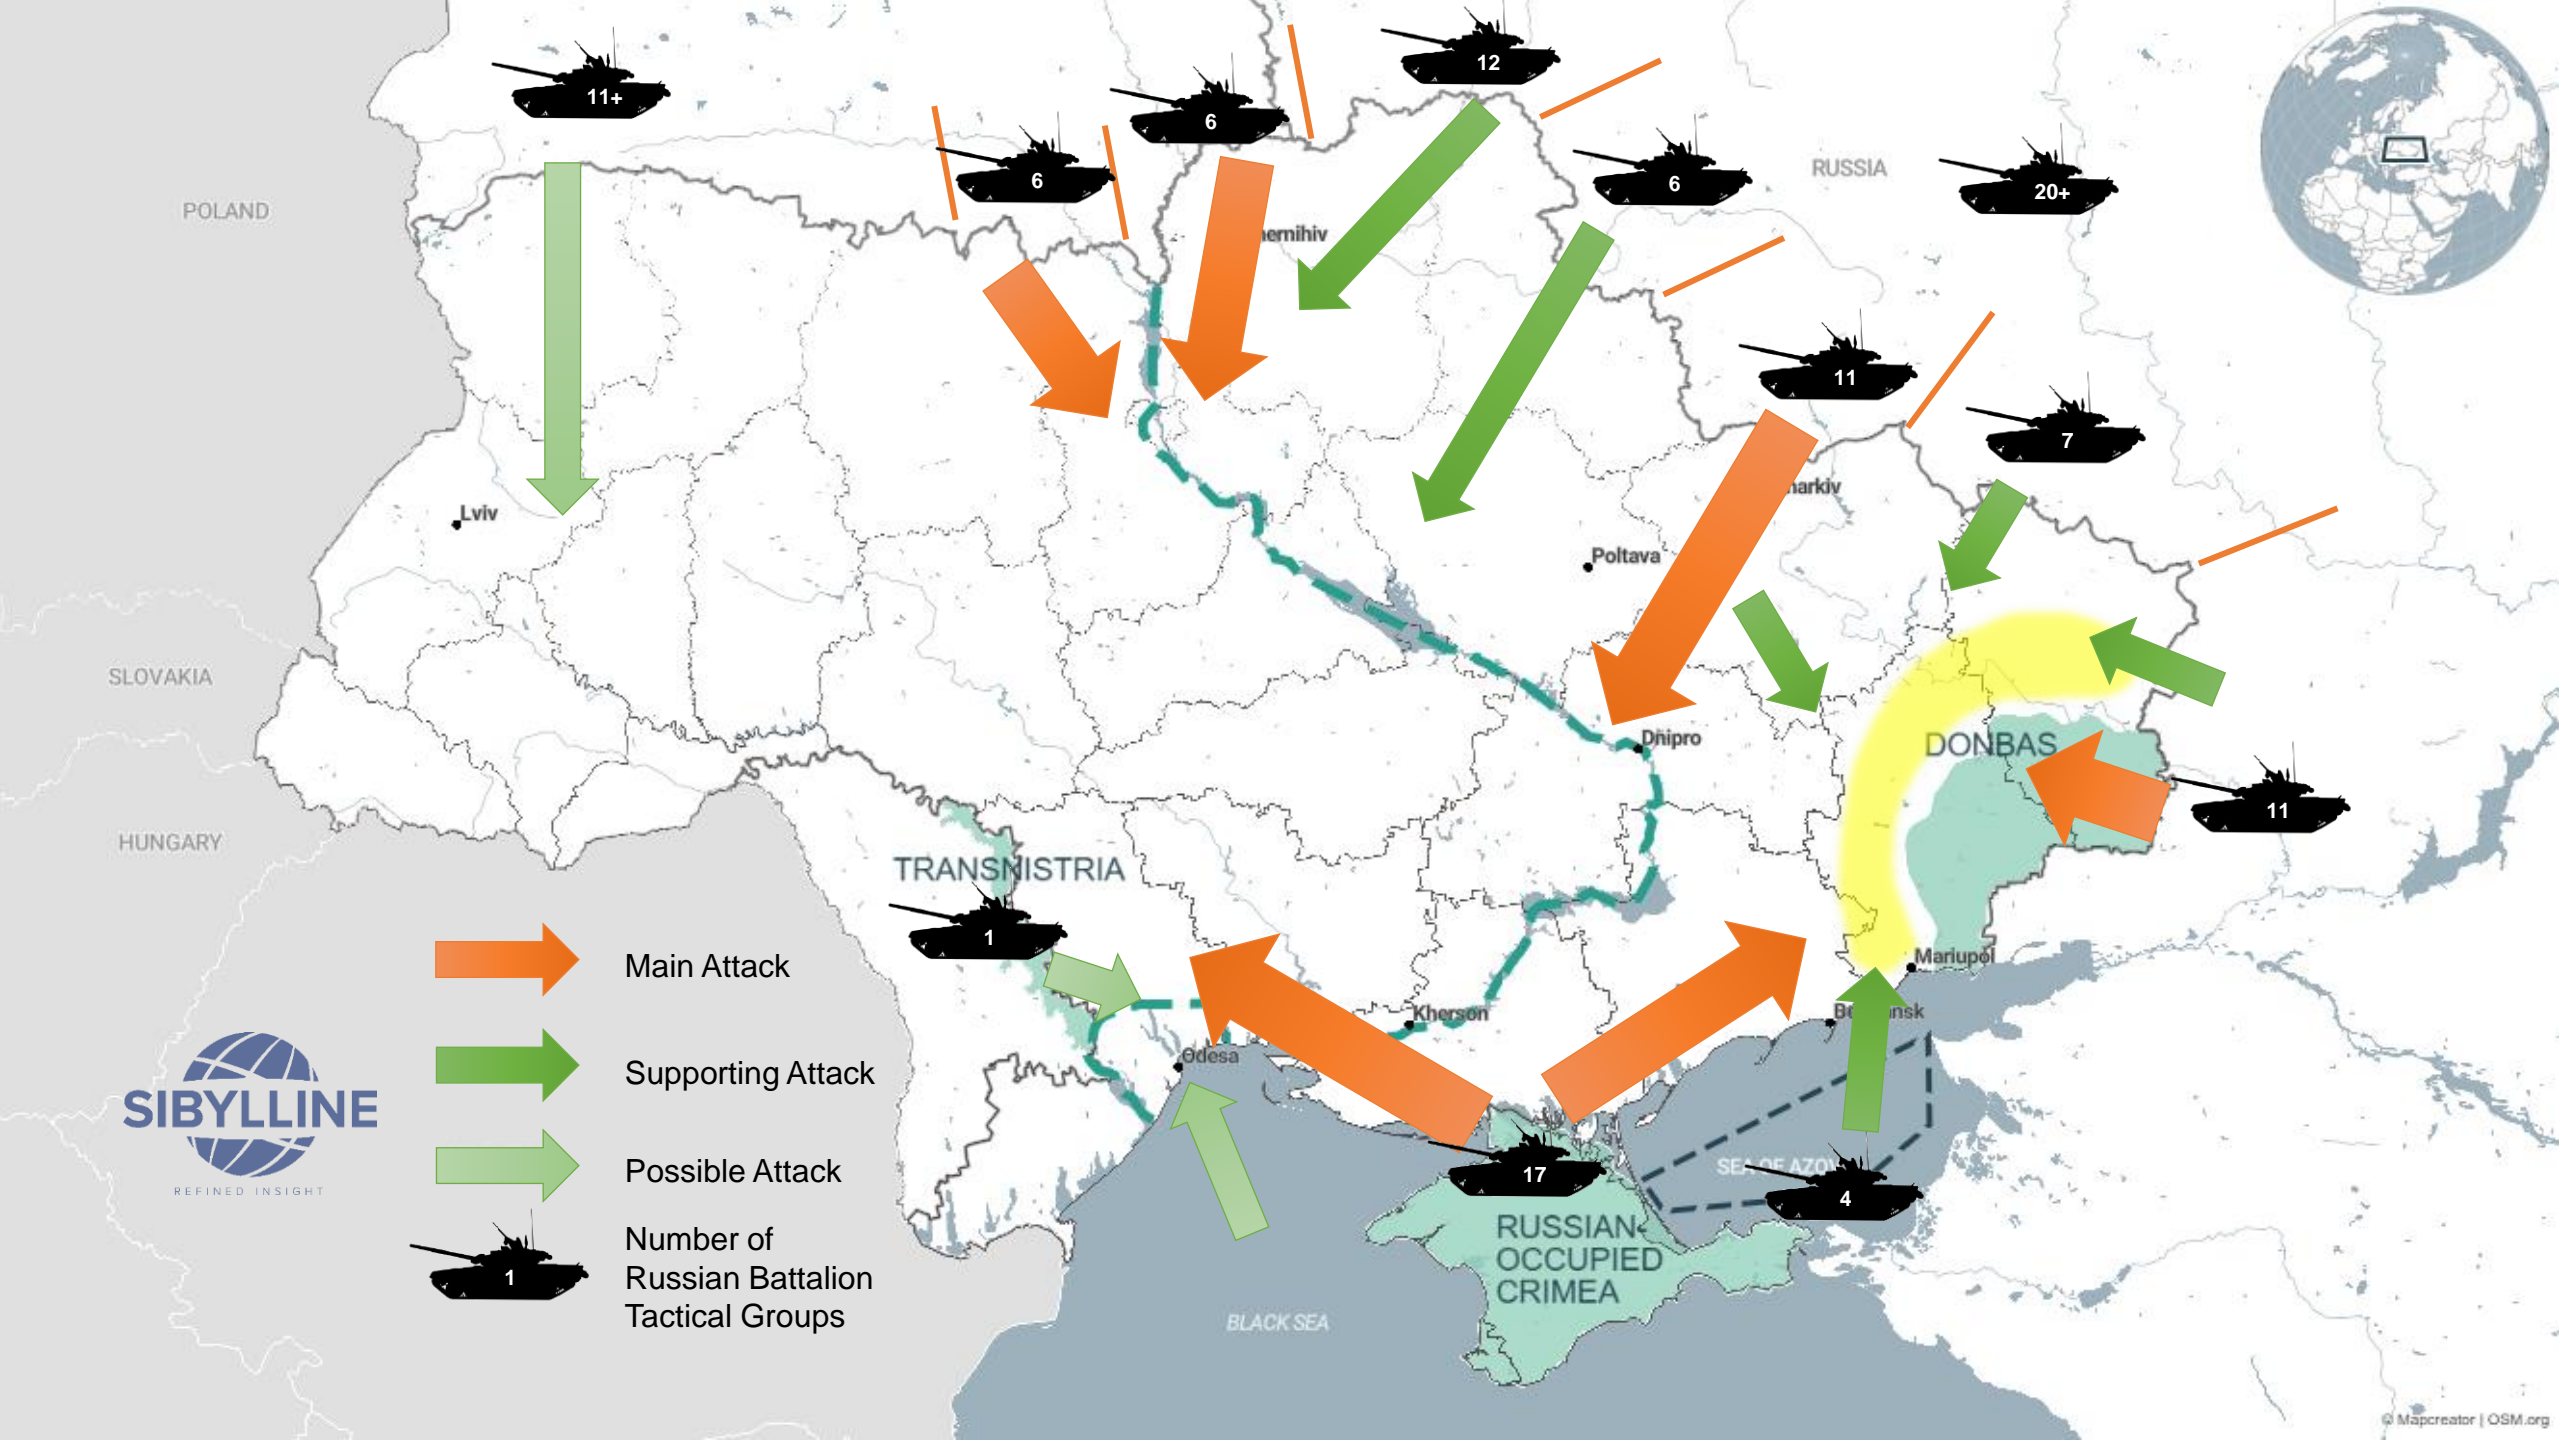 12
11+
6
6
RUSSIA
6
20+
POLAND
11
7
Lviv
Poltava
SLOVAKIA
Dnipro
DONBAS
11
HUNGARY
TRANSNISTRIA
1
Mariupol
Kherson
Odesa
SEA OF AZOV
17
4
RUSSIAN-
OCCUPIED
CRIMEA
BLACK SEA
Main Attack
Supporting Attack
Possible Attack
1
Number of
Russian Battalion
Tactical Groups
SIBYLLINE
REFINED INSIGHT
© Mapcreator | OSM.org